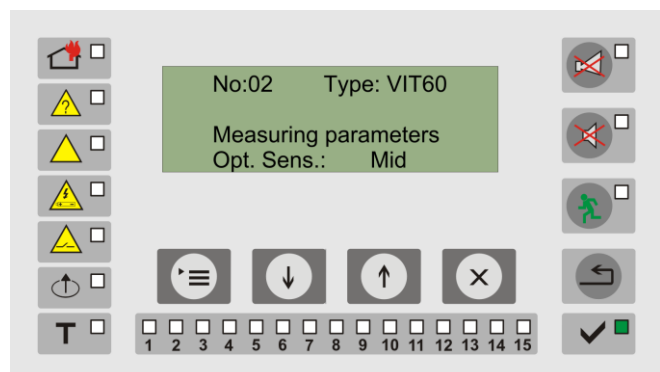 No:02 Type: VIT60
Measuring parameters
Opt. Sens.: Mid
?
T
1 2 3 4 5 6 7 8 9 10 11 12 13 14 15